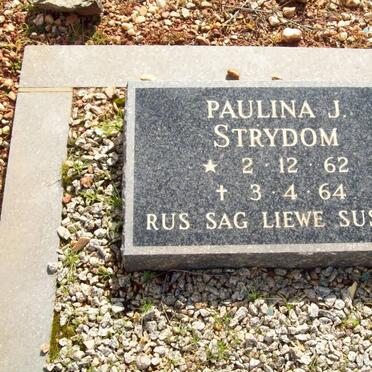 PAULINA J.
STRYDOM
★ 2·12·62
✝ 3·4·64
RUS SAG LIEWE SUS